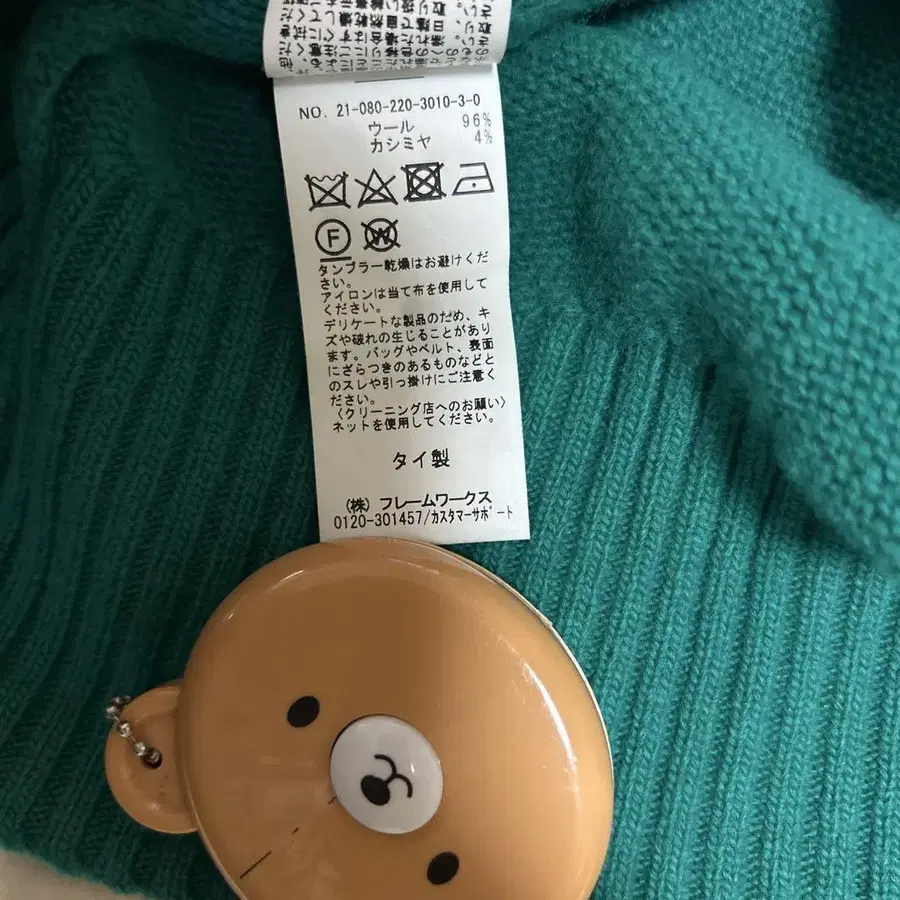 NO. 21-080-220-3010-3-0
ウール 96%
カシミヤ 4%
F
W
タンブラー乾燥はお避けくだ
さい。
アイロンは当て布を使用して
ください。
デリケートな製品のため、キ
ズや破れの生じることがあり
ます。バッグやベルト、表面
にざらつきのあるものなどと
のスレや引っ掛けにご注意く
ださい。
〈クリーニング店へのお願い〉
ネットを使用してください。
タイ製
(株) フレームワークス
0120-301457/カスタマーサポート